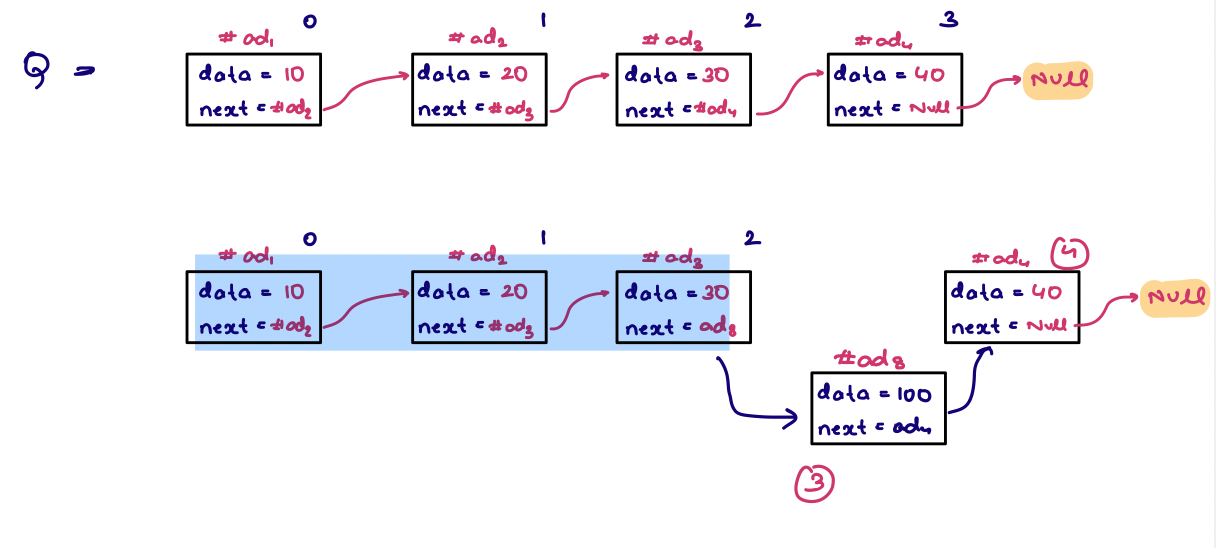 0 1 2 3
# ad₁ # ad₂ # ad₃ # ad₄
Q = data = 10 data = 20 data = 30 data = 40 Null
next = #ad₂ next = #ad₃ next = #ad₄ next = Null
0 1 2
# ad₁ # ad₂ # ad₃ # ad₄ 4
data = 10 data = 20 data = 30 data = 40 Null
next = #ad₂ next = #ad₃ next = ad₈ next = Null
#ad₈
data = 100
next = ad₄
3